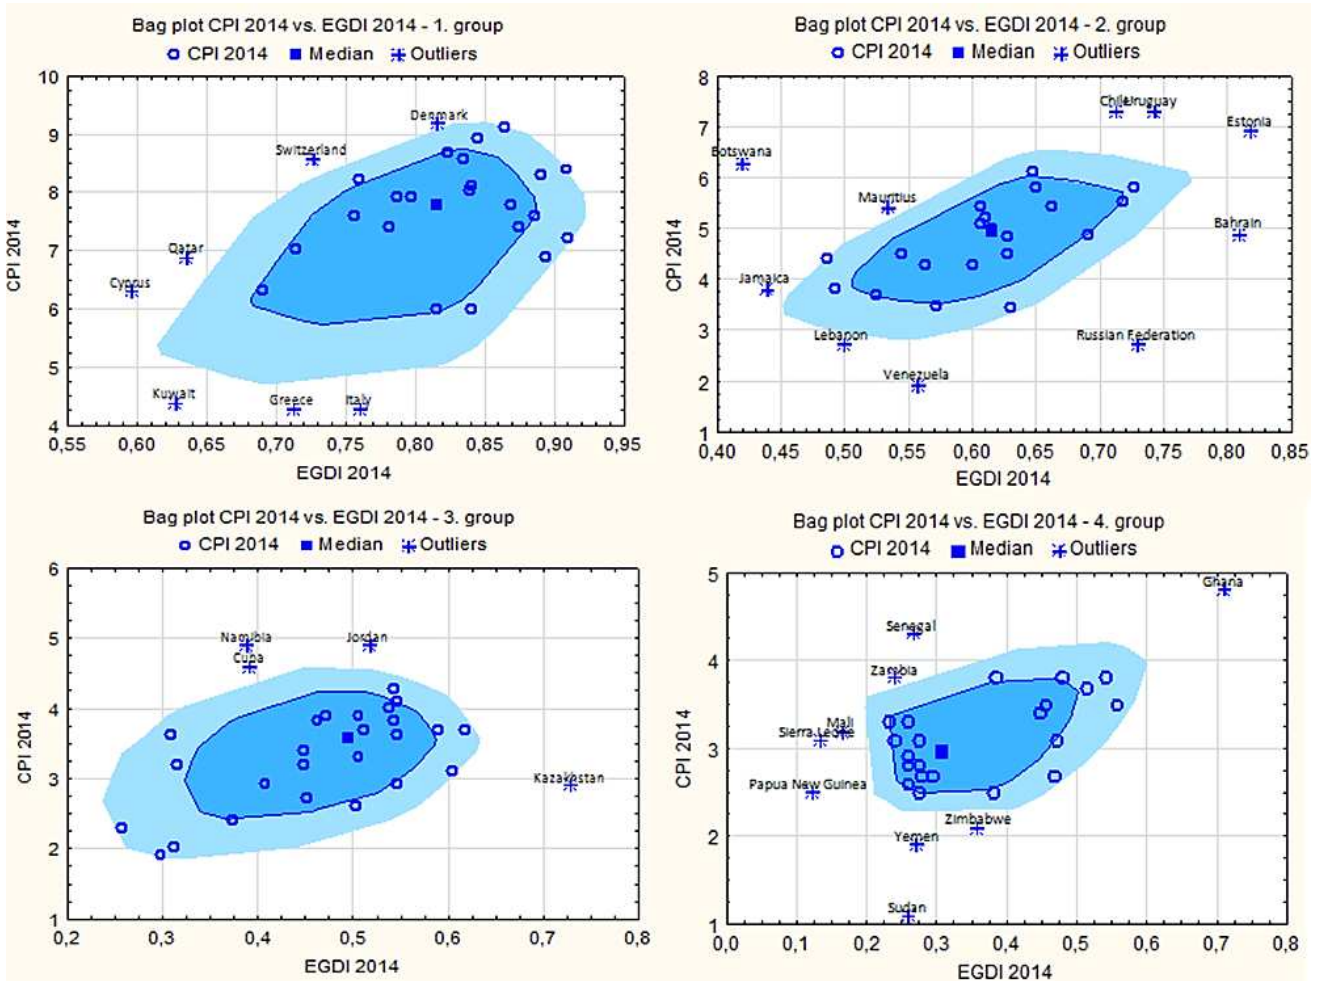 Bag plot CPI 2014 vs. EGDI 2014 - 1. group
CPI 2014 Median Outliers
10
9
8
7
6
5
4
CPI 2014
Denmark
Switzerland
Qatar
Cyprus
Kuwait
Greece
Italy
0,55 0,60 0,70 0,75 0,80 0,85 0,90 0,95
EGDI 2014
Bag plot CPI 2014 vs. EGDI 2014 - 2. group
CPI 2014 Median Outliers
8
7
6
5
4
3
2
1
CPI 2014
Chile
Uruguay
Estonia
Botswana
Mauritius
Bahrain
Jamaica
Lebanon
Russian Federation
Venezuela
0,40 0,45 0,50 0,55 0,60 0,65 0,70 0,75 0,80 0,85
EGDI 2014
Bag plot CPI 2014 vs. EGDI 2014 - 3. group
CPI 2014 Median Outliers
6
5
4
3
2
1
CPI 2014
Namibia
Jordan
Cuba
Kazakhstan
0,2 0,3 0,4 0,5 0,6 0,7 0,8
EGDI 2014
Bag plot CPI 2014 vs. EGDI 2014 - 4. group
CPI 2014 Median Outliers
5
4
3
2
1
CPI 2014
Ghana
Senegal
Zambia
Mali
Sierra Leone
Papua New Guinea
Zimbabwe
Yemen
Sudan
0,0 0,1 0,2 0,3 0,4 0,5 0,6 0,7 0,8
EGDI 2014